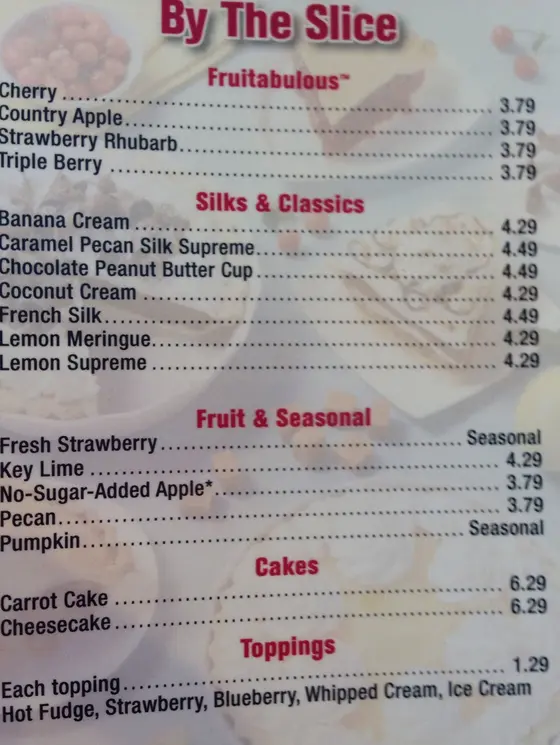 By The Slice
Fruitabulous™
Cherry ........ 3.79
Country Apple ........ 3.79
Strawberry Rhubarb ........ 3.79
Triple Berry ........ 3.79
Silks & Classics
Banana Cream ........ 4.29
Caramel Pecan Silk Supreme ........ 4.49
Chocolate Peanut Butter Cup ........ 4.49
Coconut Cream ........ 4.29
French Silk ........ 4.49
Lemon Meringue ........ 4.29
Lemon Supreme ........ 4.29
Fruit & Seasonal
Fresh Strawberry ........ Seasonal
Key Lime ........ 4.29
No-Sugar-Added Apple* ........ 3.79
Pecan ........ 3.79
Pumpkin ........ Seasonal
Cakes
Carrot Cake ........ 6.29
Cheesecake ........ 6.29
Toppings
Each topping ........ 1.29
Hot Fudge, Strawberry, Blueberry, Whipped Cream, Ice Cream